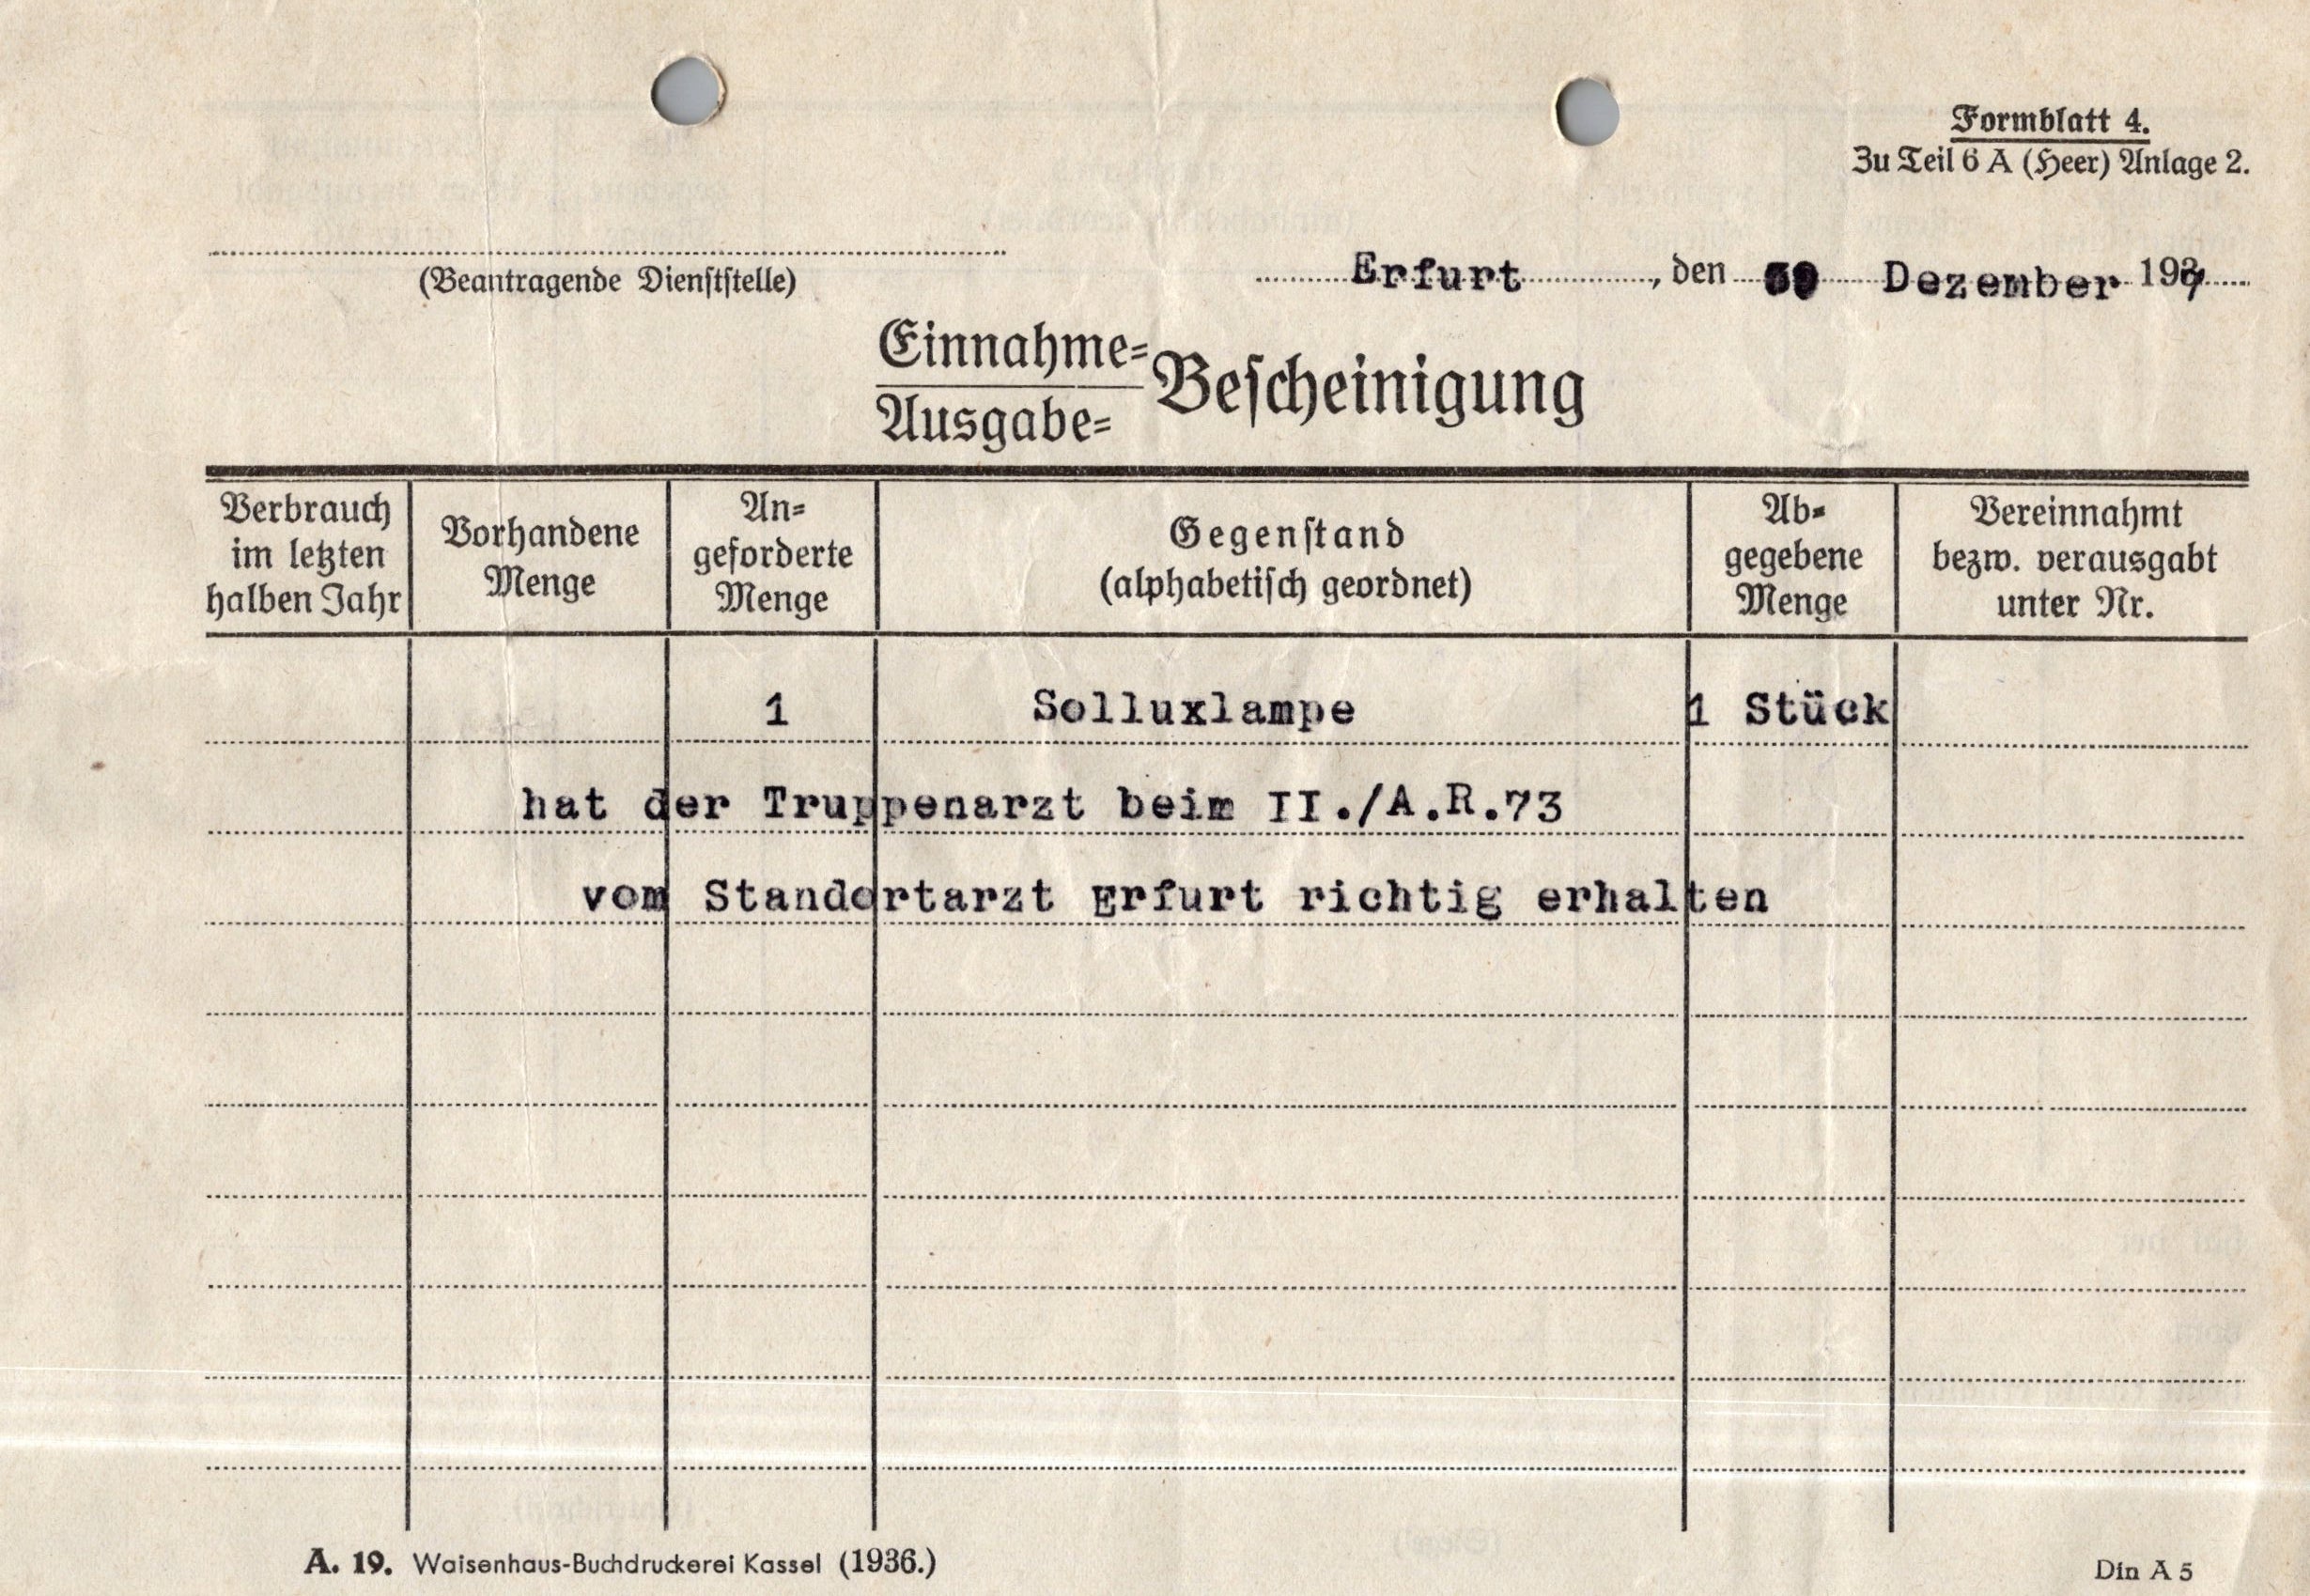 Formblatt 4.
Zu Teil 6 A (Heer) Anlage 2.
Erfurt, den Dezember
(Beantragende Dienststelle)
Einnahme-
Ausgabe-
Bescheinigung
Verbrauch im letzten halben Jahr
Vorhandene Menge
An-geforderte Menge
Gegenstand (alphabetisch geordnet)
Ab-gegebene Menge
Vereinnahmt bezw. verausgabt unter Nr.
1 Solluxlampe 1 Stück
hat der Truppenarzt beim II./A.R.73
vom Standortarzt Erfurt richtig erhalten
A. 19. Waisenhaus-Buchdruckerei Kassel (1936.)
Din A 5